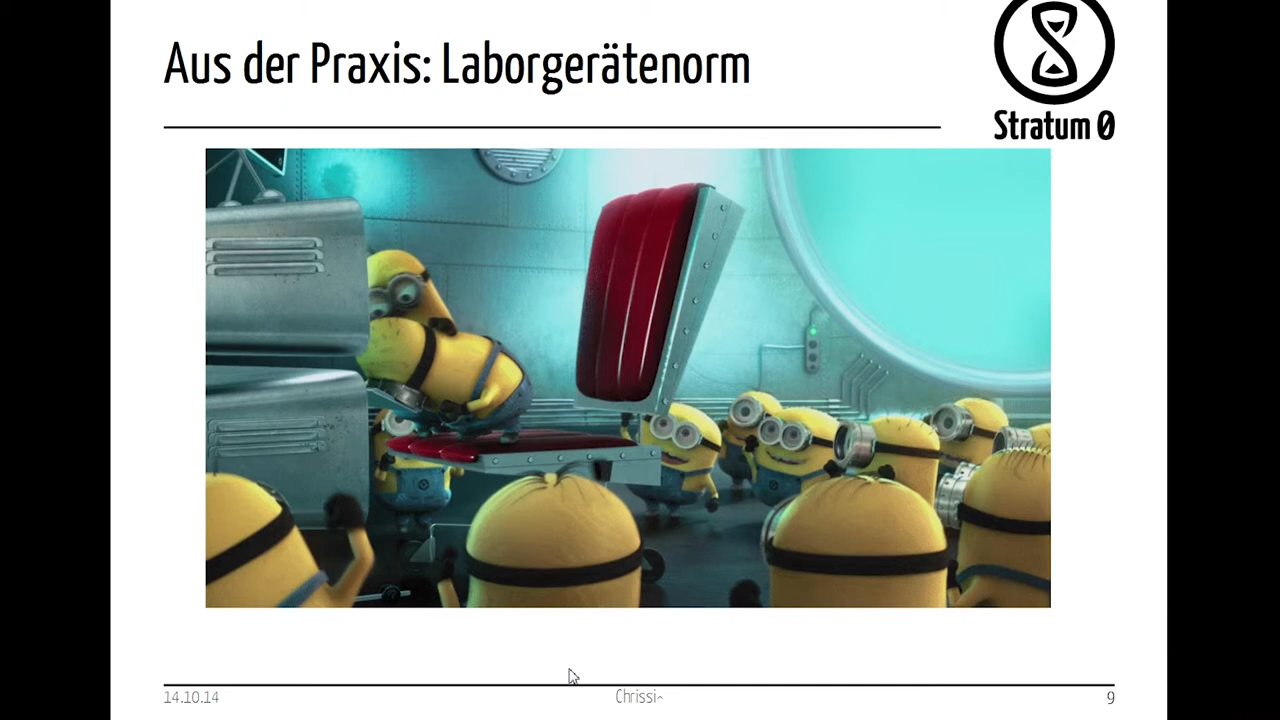 Aus der Praxis: Laborgerätenorm
Stratum 0
14.10.14
Chrissi^
9